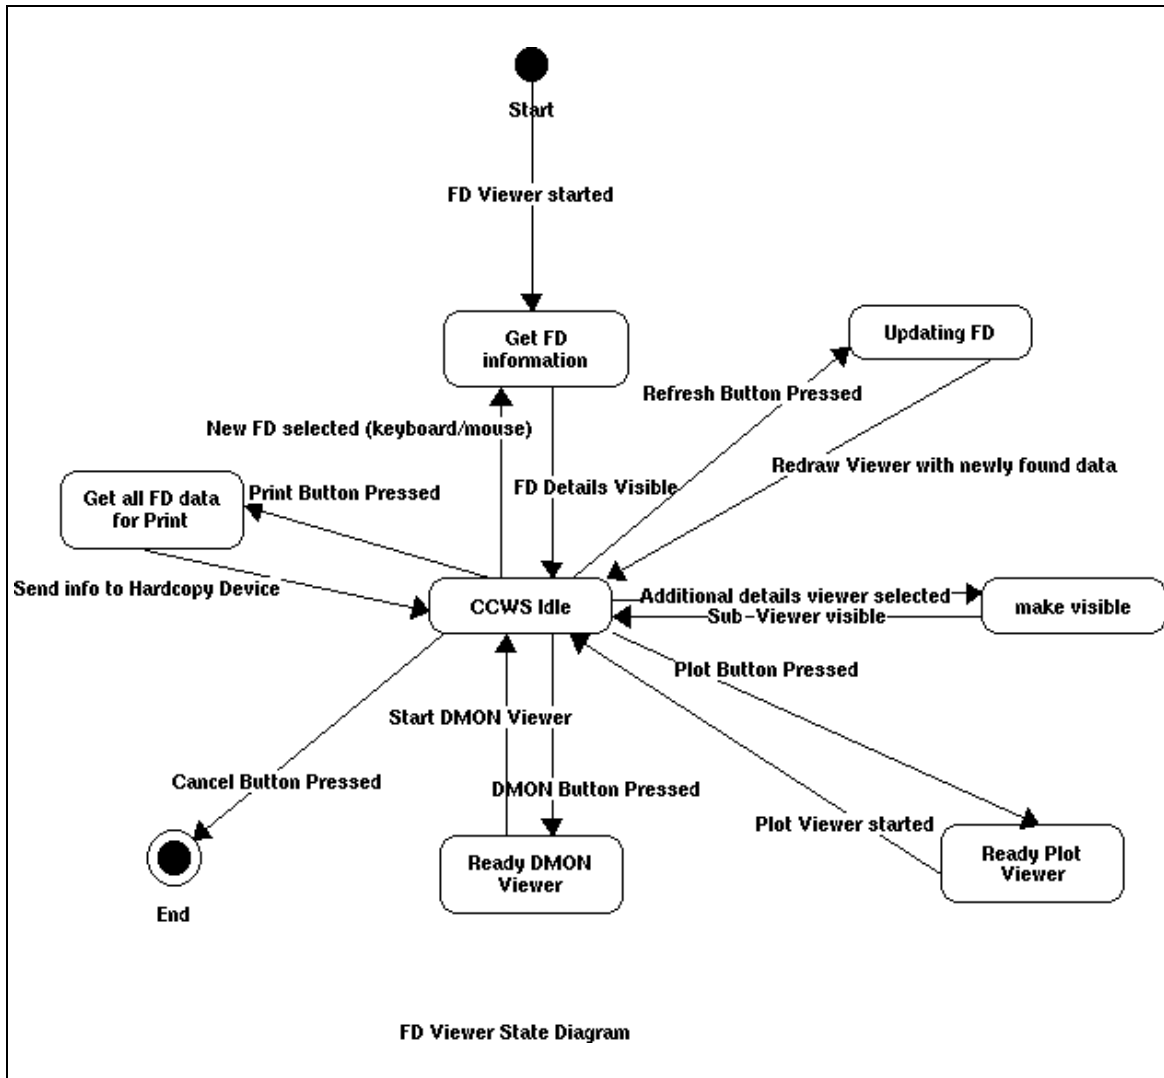 Start
FD Viewer started
Get FD
information
Updating FD
Refresh Button Pressed
New FD selected (keyboard/mouse)
Redraw Viewer with newly found data
Print Button Pressed
FD Details Visible
Get all FD data
for Print
Send info to Hardcopy Device
CCWS Idle
Additional details viewer selected
Sub-Viewer visible
make visible
Plot Button Pressed
Start DMON Viewer
Cancel Button Pressed
DMON Button Pressed
Plot Viewer started
Ready DMON
Viewer
Ready Plot
Viewer
End
FD Viewer State Diagram